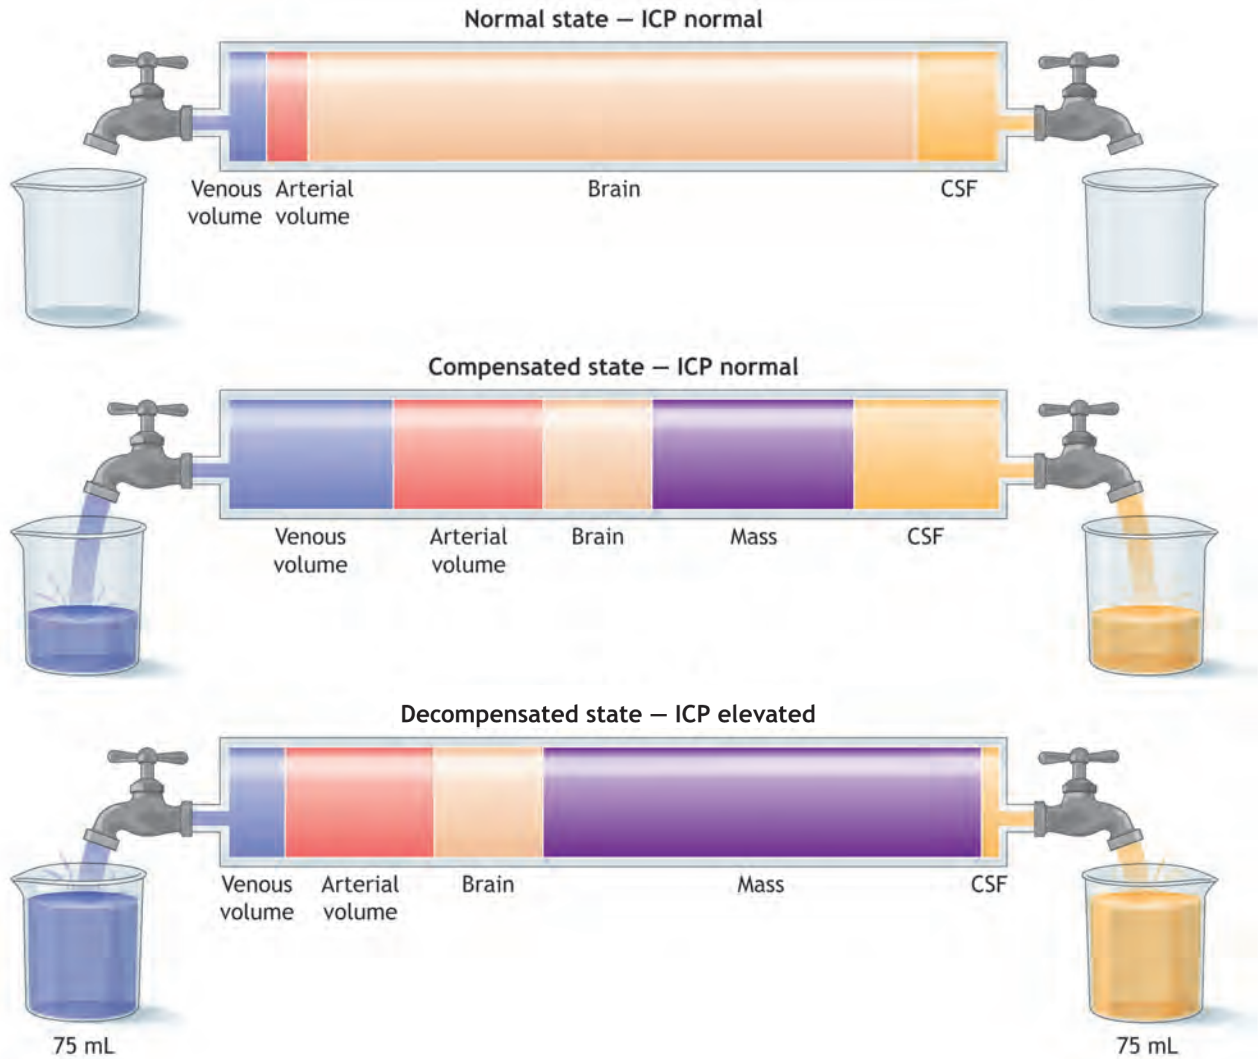 Normal state — ICP normal
Venous volume
Arterial volume
Brain
CSF
Compensated state — ICP normal
Venous volume
Arterial volume
Brain
Mass
CSF
Decompensated state — ICP elevated
Venous volume
Arterial volume
Brain
Mass
CSF
75 mL
75 mL